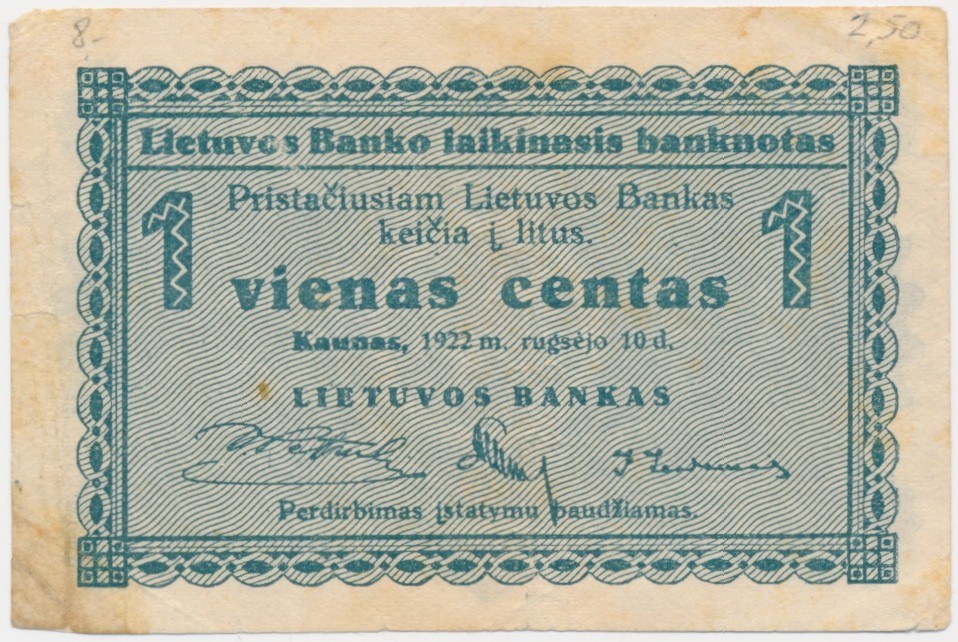 8.-
2,50
Lietuvos Banko laikinasis banknotas
1 Pristačiusiam Lietuvos Bankas 1
keičia į litus.
vienas centas
Kaunas, 1922 m. rugsėjo 10 d.
LIETUVOS BANKAS
Perdirbimas įstatymu baudžiamas.